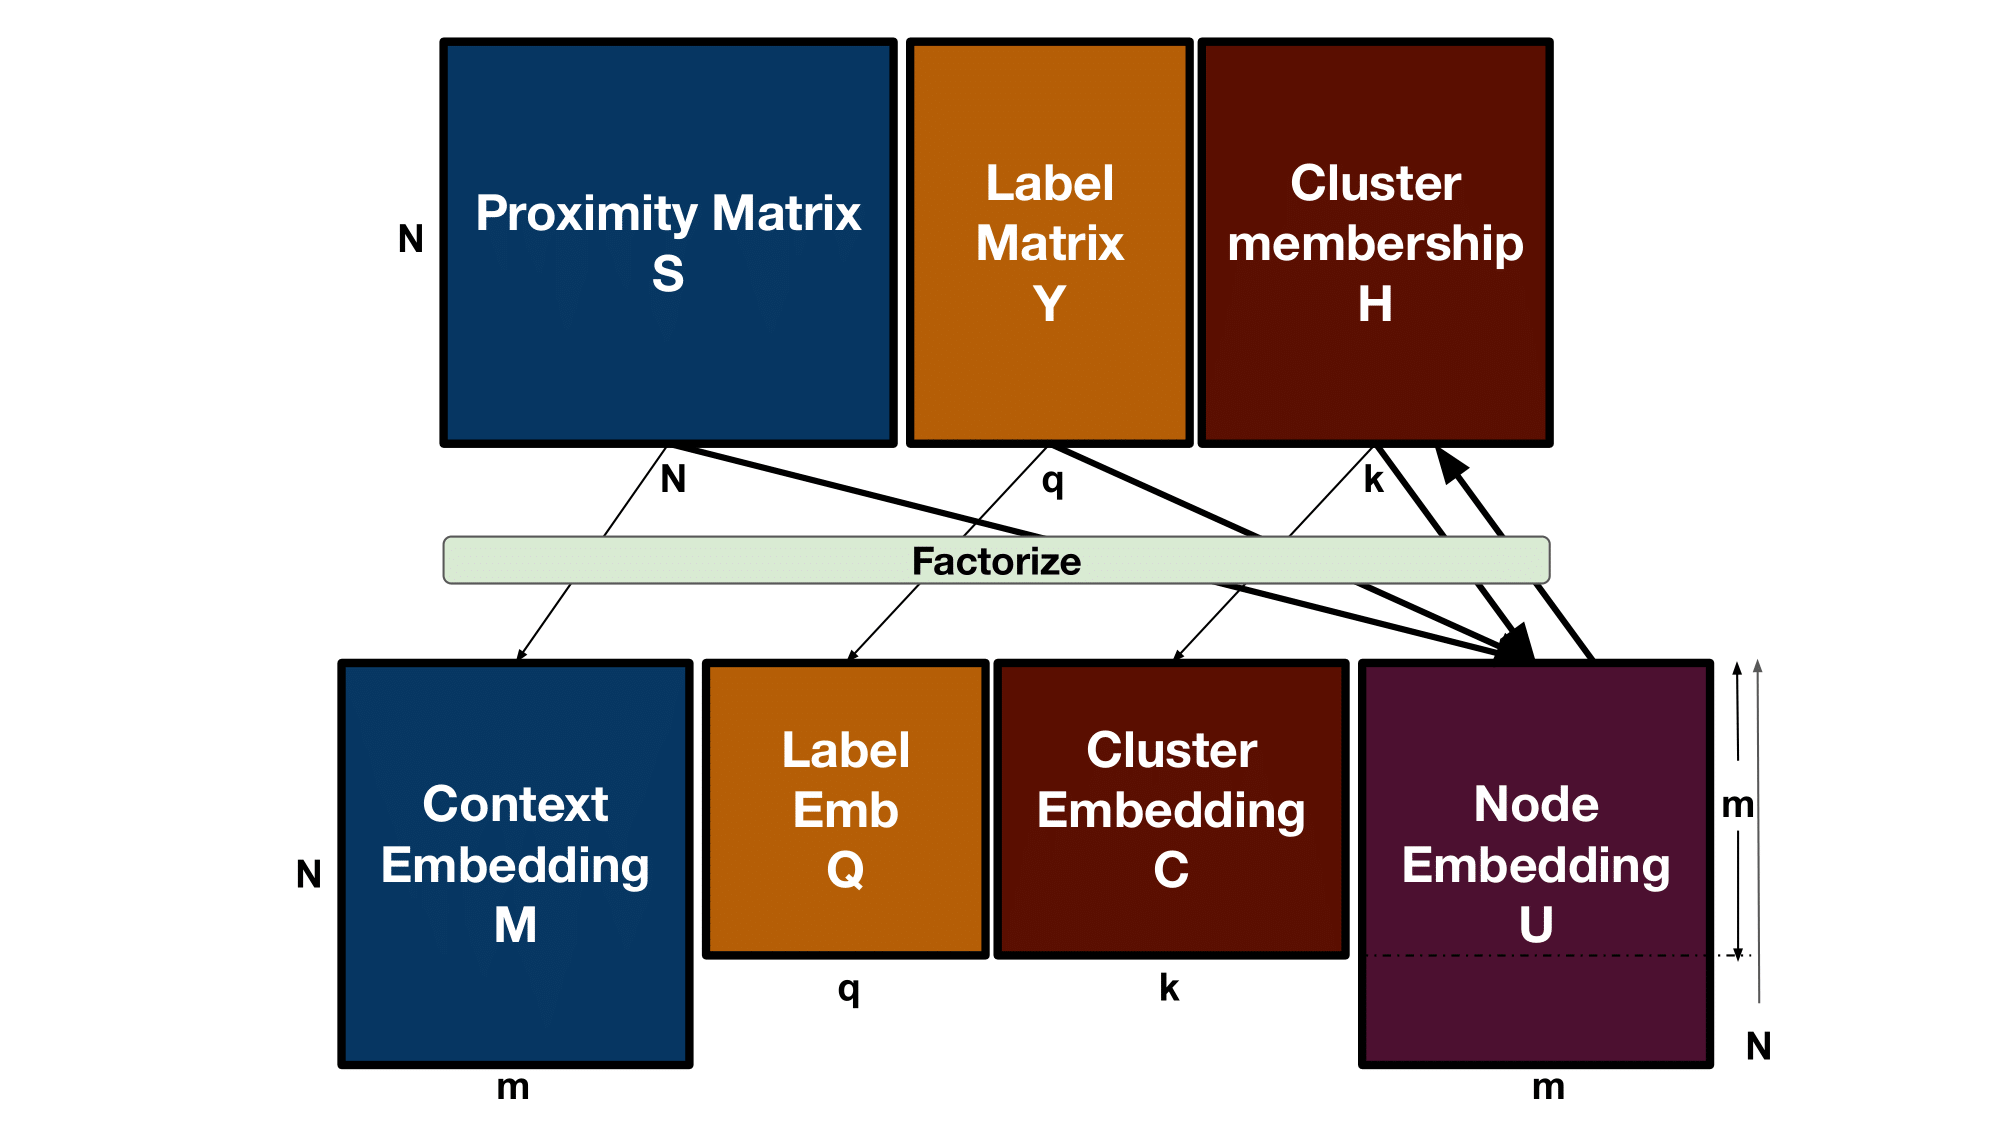 Proximity Matrix
S
Label
Matrix
Y
Cluster
membership
H
N
N
q
k
Factorize
Context
Embedding
M
Label
Emb
Q
Cluster
Embedding
C
Node
Embedding
U
m
N
q
k
N
m
m